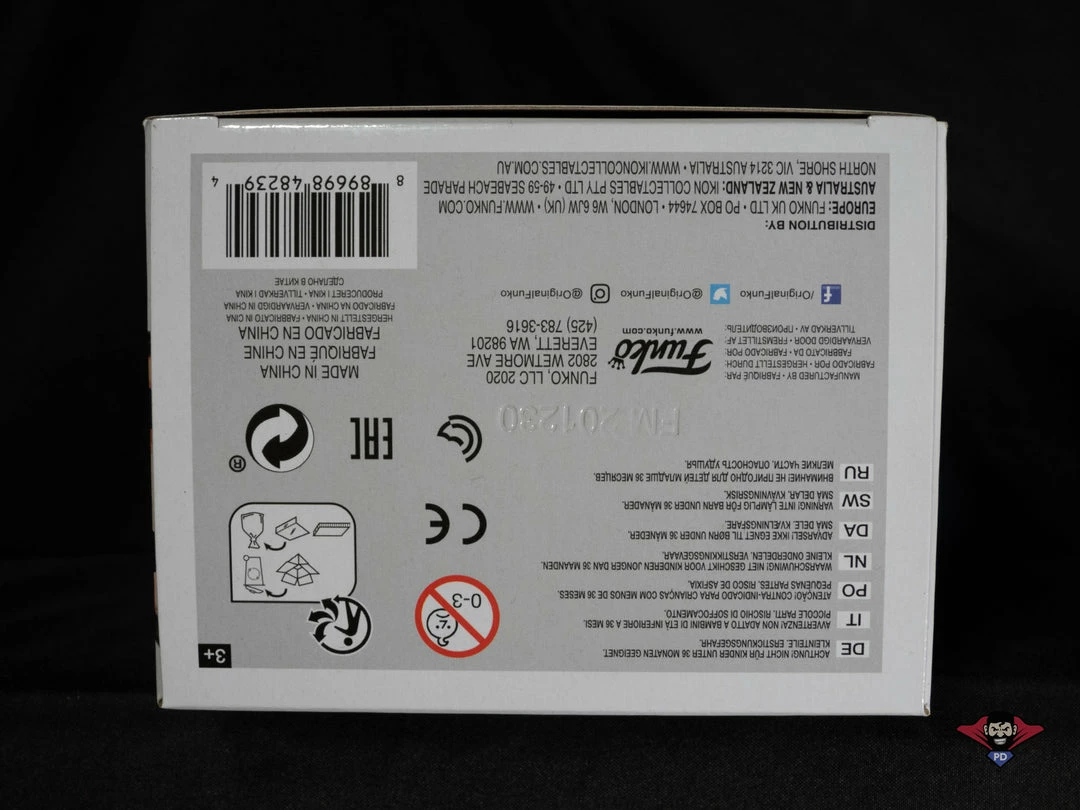 DE
ACHTUNG! NICHT FÜR KINDER UNTER 36 MONATEN GEEIGNET.
KLEINTEILE. ERSTICKUNGSGEFAHR.
IT
AVVERTENZA! NON ADATTO A BAMBINI DI ETÀ INFERIORE A 36 MESI.
PICCOLE PARTI. RISCHIO DI SOFFOCAMENTO.
PO
ATENÇÃO! CONTRA-INDICADO PARA CRIANÇAS COM MENOS DE 36 MESES.
PEQUENAS PARTES. RISCO DE ASFIXIA.
NL
WAARSCHUWING! NIET GESCHIKT VOOR KINDEREN JONGER DAN 36 MAANDEN.
KLEINE ONDERDELEN. VERSTIKKINGSGEVAAR.
DA
ADVARSEL! IKKE EGNET TIL BORN UNDER 36 MÅNEDER.
SMÅ DELE. KVELNINGSFARE.
SW
VARNING! INTE LÄMPLIG FÖR BARN UNDER 36 MÅNADER.
SMA DELAR. KVÄVNINGSRISK.
RU
ВНИМАНИЕ! НЕ ПРИГОДНО ДЛЯ ДЕТЕЙ МЛАДШЕ 36 МЕСЯЦЕВ.
МЕЛКИЕ ЧАСТИ. ОПАСНОСТЬ УДУШЬЯ.
3+
0-3
CE
EAC
®
FM 201230
MANUFACTURED BY • FABRIQUÉ PAR:
FABRICADO POR • HERGESTELLT DURCH:
FABBRICATO DA • FABRICADO POR:
VERVAARDIGD DOOR • FREMSTILLET AF:
TILLVERKAD AV • ПРОИЗВОДИТЕЛЬ:
Funko
www.funko.com
FUNKO, LLC 2020
2802 WETMORE AVE
EVERETT, WA 98201
(425) 783-3616
/OriginalFunko
@OriginalFunko
@OriginalFunko
MADE IN CHINA
FABRIQUÉ EN CHINE
FABRICADO EN CHINA
HERGESTELLT IN CHINA • FABBRICATO IN CINA
FABRICADO NA CHINA • VERVAARDIGD IN CHINA
PRODUCERET I KINA • TILLVERKAD I KINA
СДЕЛАНО В КИТАЕ
DISTRIBUTION BY:
EUROPE: FUNKO UK LTD • PO BOX 74644 • LONDON, W6 6JW (UK) • WWW.FUNKO.COM
AUSTRALIA & NEW ZEALAND: IKON COLLECTABLES PTY LTD • 49-59 SEABEACH PARADE
NORTH SHORE, VIC 3214 AUSTRALIA • WWW.IKONCOLLECTABLES.COM.AU
8 89698 48239 4
PD